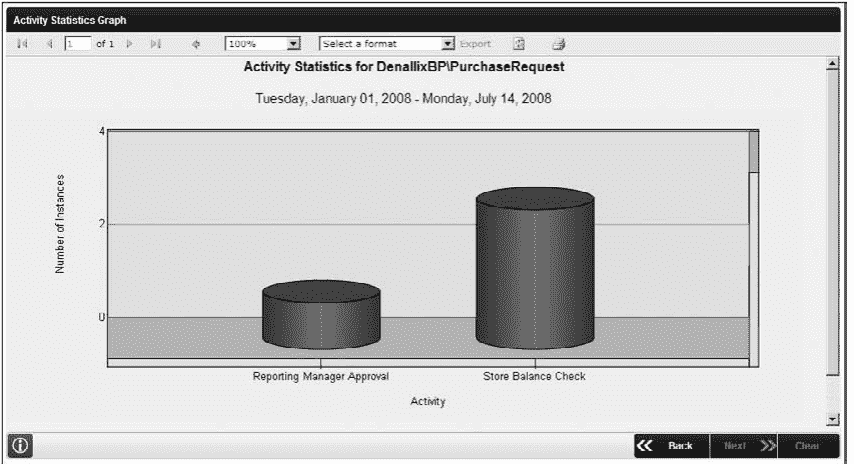 Activity Statistics Graph
1 of 1 100% Select a format Export
Activity Statistics for DenallixBP\PurchaseRequest
Tuesday, January 01, 2008 - Monday, July 14, 2008
4
2
0
Number of Instances
Reporting Manager Approval Store Balance Check
Activity
Back Next Clear